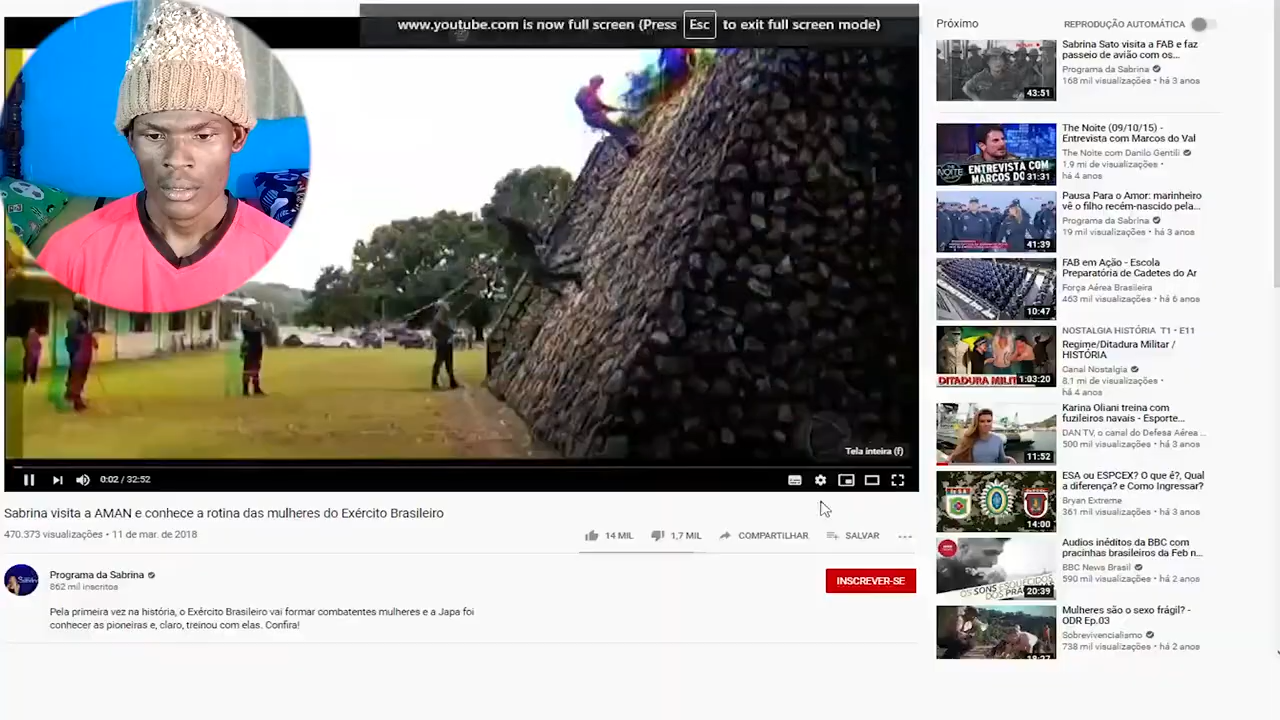 www.youtube.com is now full screen (Press Esc to exit full screen mode)
Tela inteira (f)
0:02 / 32:52
Sabrina visita a AMAN e conhece a rotina das mulheres do Exército Brasileiro
470.373 visualizações • 11 de mar. de 2018
14 MIL
1,7 MIL
COMPARTILHAR
SALVAR
Programa da Sabrina
862 mil inscritos
INSCREVER-SE
Pela primeira vez na história, o Exército Brasileiro vai formar combatentes mulheres e a Japa foi
conhecer as pioneiras e, claro, treinou com elas. Confira!
Próximo
REPRODUÇÃO AUTOMÁTICA
43:51
Sabrina Sato visita a FAB e faz
passeio de avião com os...
Programa da Sabrina
168 mil visualizações • há 3 anos
THE NOITE
ENTREVISTA COM
MARCOS DO
31:31
The Noite (09/10/15) -
Entrevista com Marcos do Val
The Noite com Danilo Gentili
1.9 mi de visualizações •
há 4 anos
41:39
Pausa Para o Amor: marinheiro
vê o filho recém-nascido pela...
Programa da Sabrina
19 mil visualizações • há 3 anos
10:47
FAB em Ação - Escola
Preparatória de Cadetes do Ar
Força Aérea Brasileira
463 mil visualizações • há 6 anos
DITADURA MILIT
1:03:20
NOSTALGIA HISTÓRIA T1 • E11
Regime/Ditadura Militar /
HISTÓRIA
Canal Nostalgia
8.1 mi de visualizações •
há 4 anos
11:52
Karina Oliani treina com
fuzileiros navais - Esporte...
DAN TV, o canal do Defesa Aérea ...
500 mil visualizações • há 3 anos
14:00
ESA ou ESPCEX? O que é?, Qual
a diferença? e Como Ingressar?
Bryan Extreme
361 mil visualizações • há 3 anos
OS SONS ESQUECIDOS
DOS PRA
20:39
Audios inéditos da BBC com
pracinhas brasileiros da Feb n...
BBC News Brasil
590 mil visualizações • há 2 anos
Mulheres são o sexo frágil? -
ODR Ep.03
Sobrevivencialismo
738 mil visualizações • há 2 anos